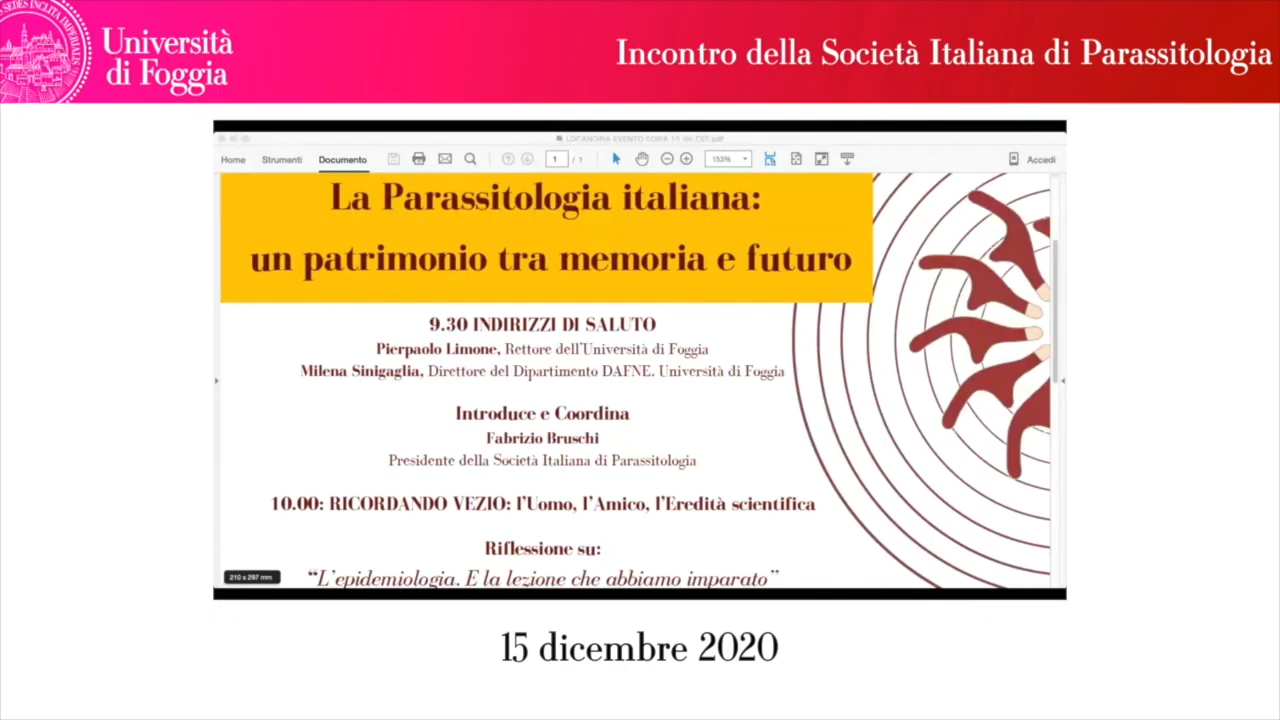 SEDES INCLITA IMPERIALIS
Università
di Foggia
Incontro della Società Italiana di Parassitologia
Home Strumenti Documento 1 / 1 153% Accedi
La Parassitologia italiana:
un patrimonio tra memoria e futuro
9.30 INDIRIZZI DI SALUTO
Pierpaolo Limone, Rettore dell'Università di Foggia
Milena Sinigaglia, Direttore del Dipartimento DAFNE. Università di Foggia
Introduce e Coordina
Fabrizio Bruschi
Presidente della Società Italiana di Parassitologia
10.00: RICORDANDO VEZIO: l'Uomo, l'Amico, l'Eredità scientifica
Riflessione su:
“L'epidemiologia. E la lezione che abbiamo imparato”
210 x 297 mm
15 dicembre 2020